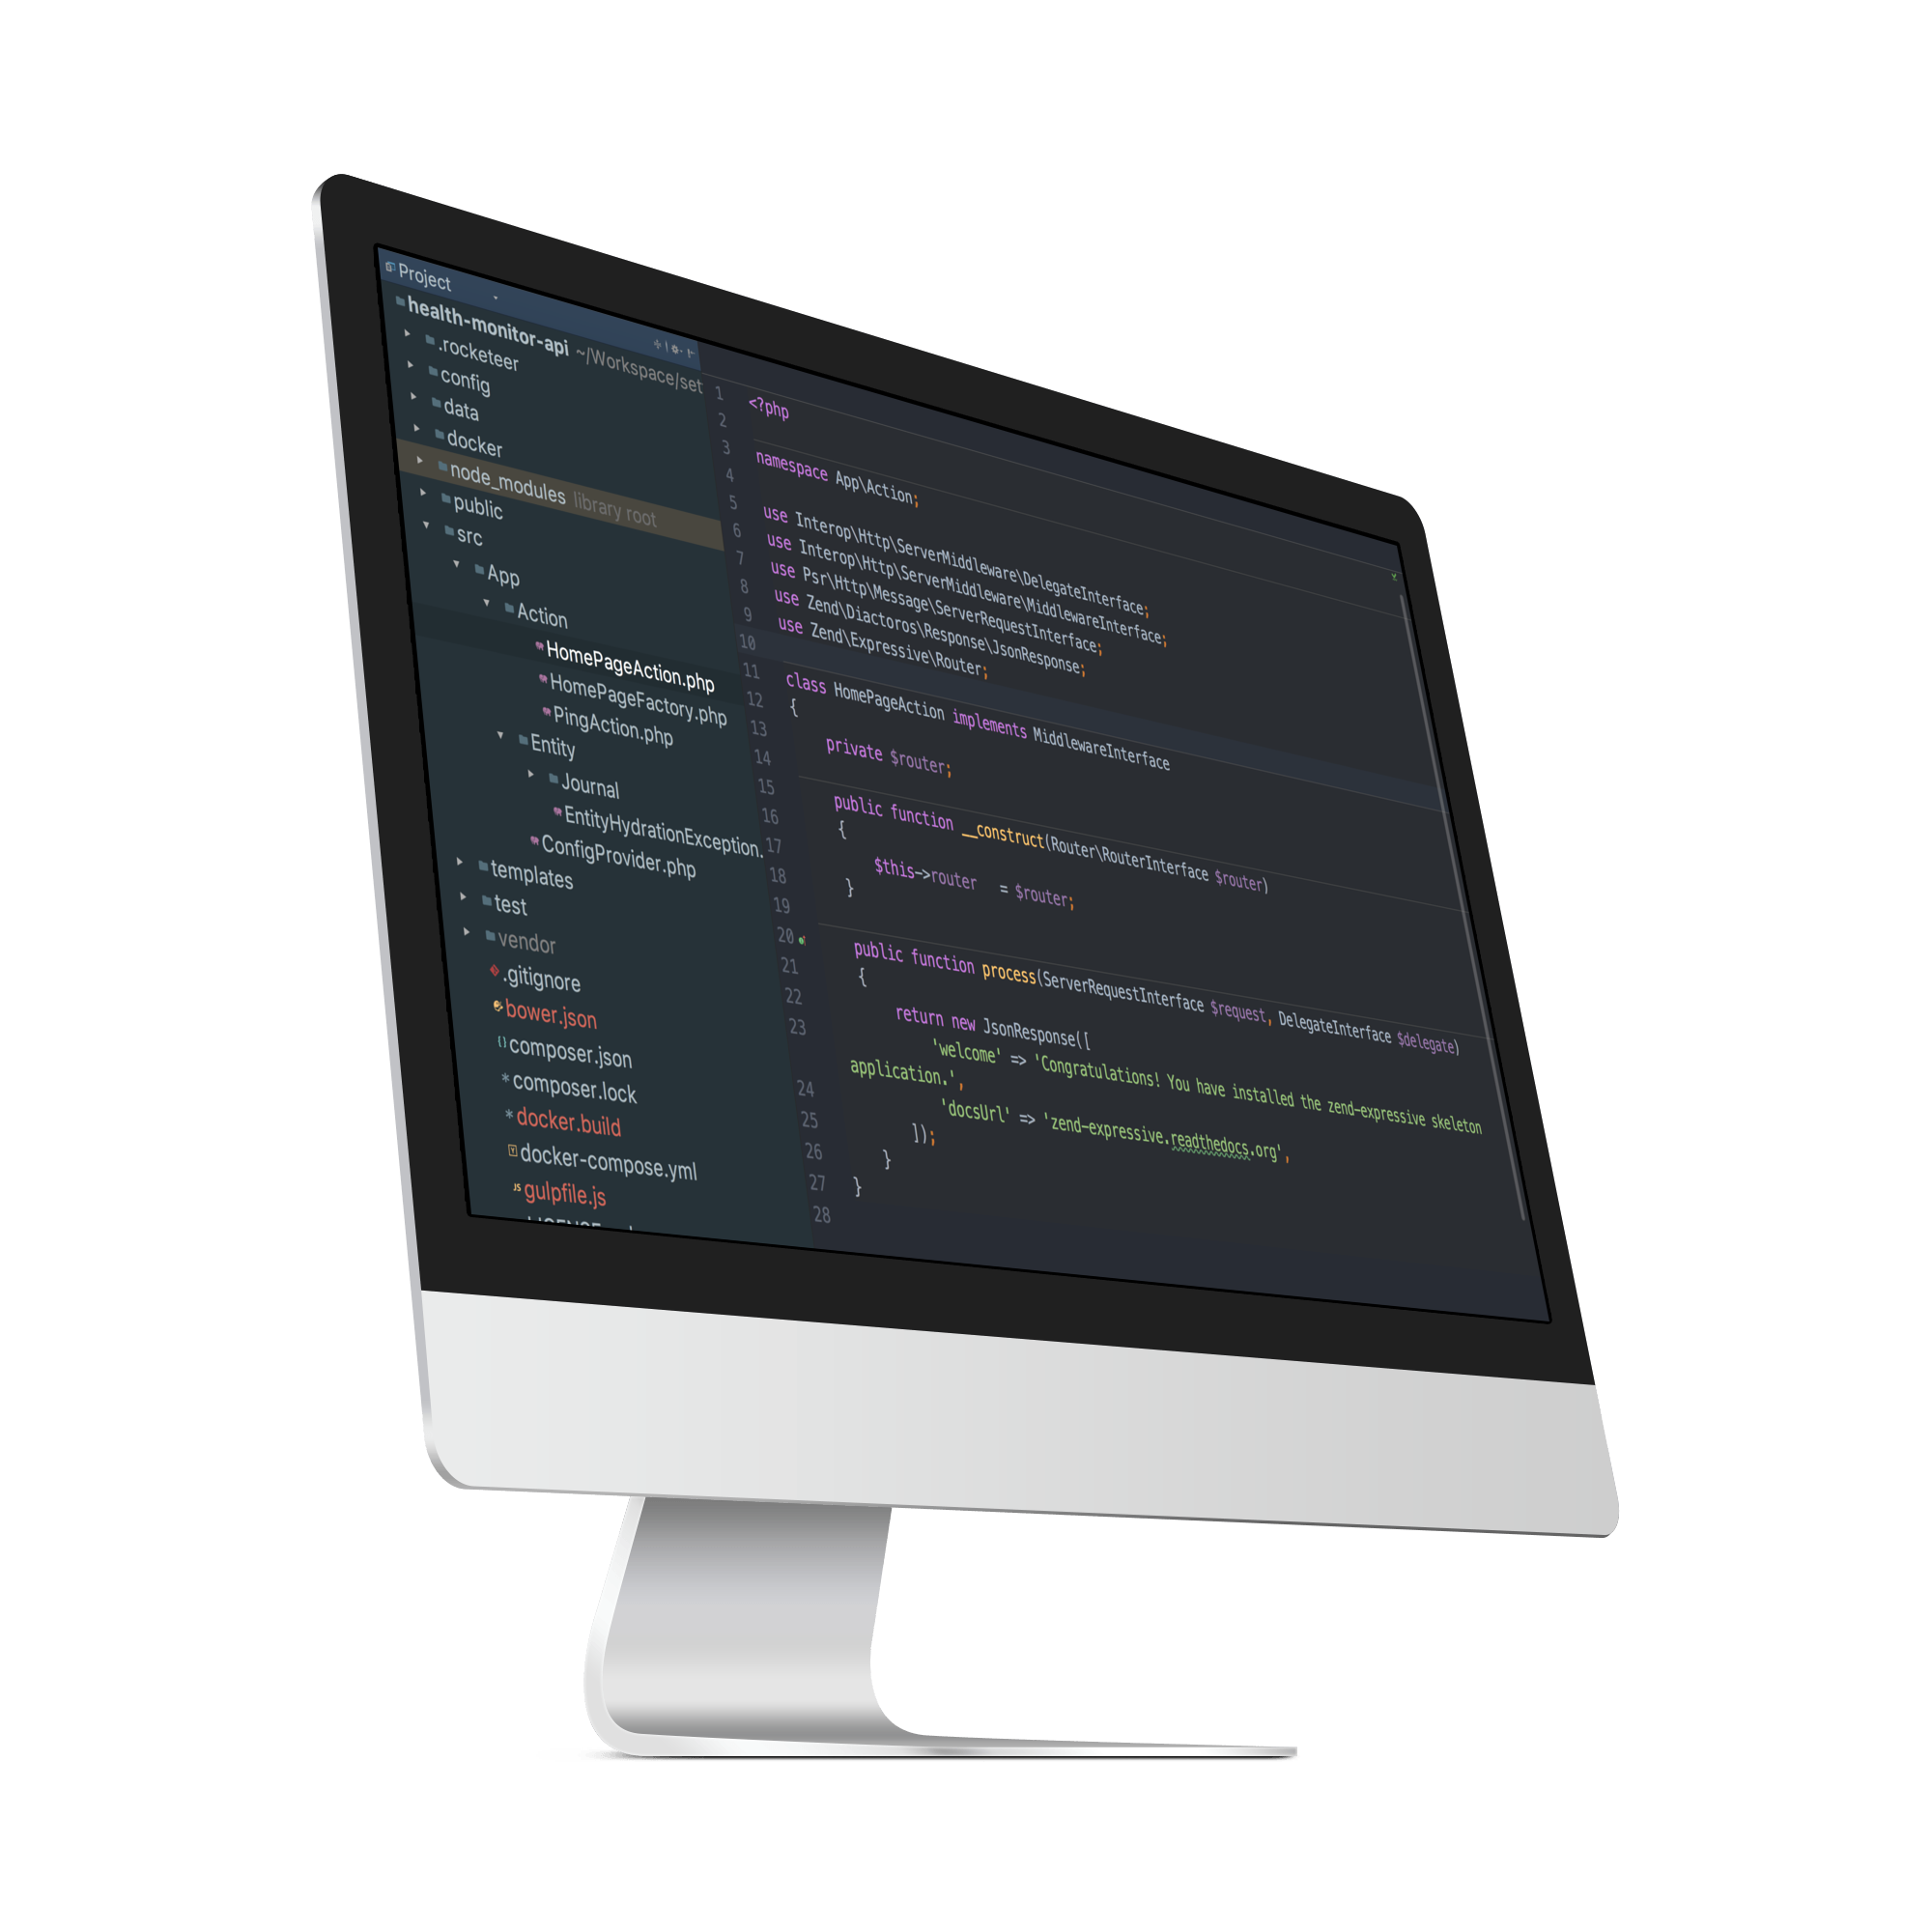 Project
health-monitor-api ~/Workspace/set
.rocketeer
config
data
docker
node_modules library root
public
src
App
Action
HomePageAction.php
HomePageFactory.php
PingAction.php
Entity
Journal
EntityHydrationException.
ConfigProvider.php
templates
test
vendor
.gitignore
bower.json
composer.json
composer.lock
docker.build
docker-compose.yml
gulpfile.js
1 <?php
2
3 namespace App\Action;
4
5 use Interop\Http\ServerMiddleware\DelegateInterface;
6 use Interop\Http\ServerMiddleware\MiddlewareInterface;
7 use Psr\Http\Message\ServerRequestInterface;
8 use Zend\Diactoros\Response\JsonResponse;
9 use Zend\Expressive\Router;
10
11 class HomePageAction implements MiddlewareInterface
12 {
13 private $router;
14
15 public function __construct(Router\RouterInterface $router)
16 {
17 $this->router = $router;
18 }
19
20 public function process(ServerRequestInterface $request, DelegateInterface $delegate)
21 {
22 return new JsonResponse([
23 'welcome' => 'Congratulations! You have installed the zend-expressive skeleton
application.',
24 'docsUrl' => 'zend-expressive.readthedocs.org',
25 ]);
26 }
27 }
28